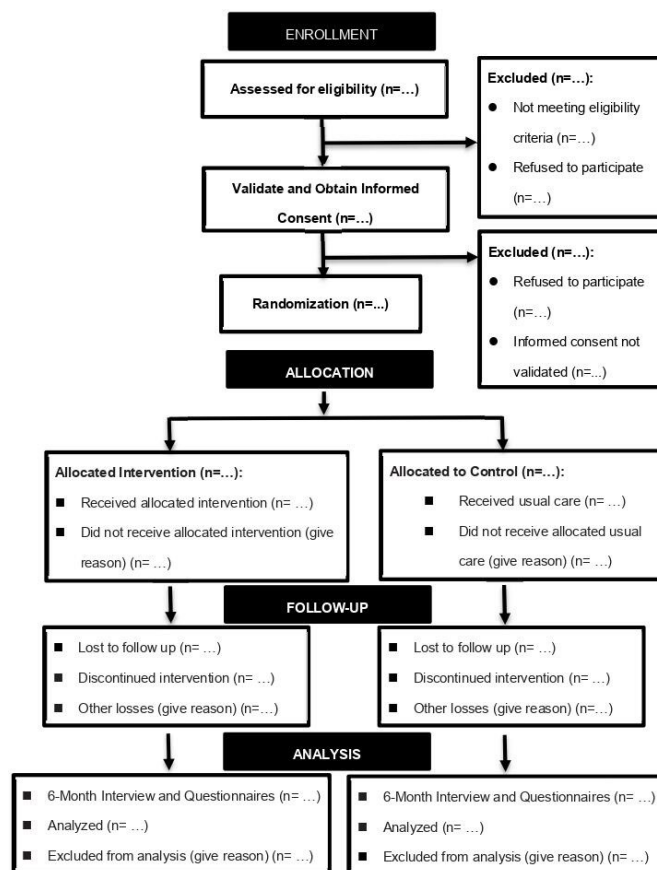 ENROLLMENT
Assessed for eligibility (n=…)
Excluded (n=…):
● Not meeting eligibility
criteria (n=…)
● Refused to participate
(n=…)
Validate and Obtain Informed
Consent (n=…)
Excluded (n=…):
● Refused to participate
(n=…)
● Informed consent not
validated (n=...)
Randomization (n=...)
ALLOCATION
Allocated Intervention (n=…):
■ Received allocated intervention (n= …)
■ Did not receive allocated intervention (give
reason) (n= …)
Allocated to Control (n=…):
■ Received usual care (n= …)
■ Did not receive allocated usual
care (give reason) (n= …)
FOLLOW-UP
■ Lost to follow up (n= …)
■ Discontinued intervention (n= …)
■ Other losses (give reason) (n=…)
■ Lost to follow up (n= …)
■ Discontinued intervention (n= …)
■ Other losses (give reason) (n=…)
ANALYSIS
■ 6-Month Interview and Questionnaires (n= …)
■ Analyzed (n= …)
■ Excluded from analysis (give reason) (n= …)
■ 6-Month Interview and Questionnaires (n= …)
■ Analyzed (n= …)
■ Excluded from analysis (give reason) (n= …)